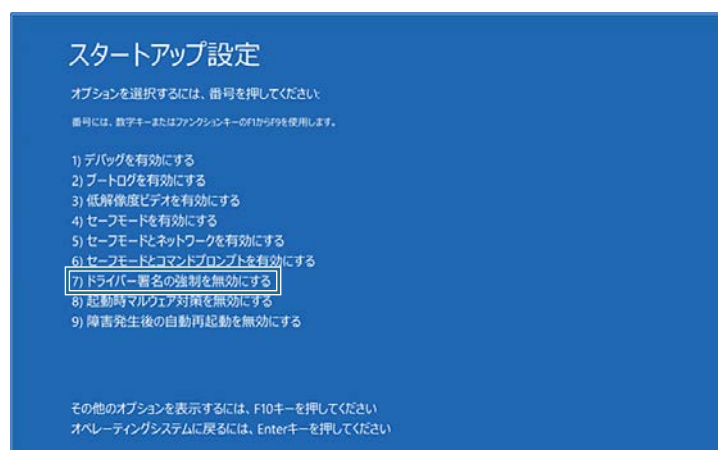 スタートアップ設定
オプションを選択するには、番号を押してください:
番号には、数字キーまたはファンクションキーのF1からF9を使用します。
1) デバッグを有効にする
2) ブートログを有効にする
3) 低解像度ビデオを有効にする
4) セーフモードを有効にする
5) セーフモードとネットワークを有効にする
6) セーフモードとコマンドプロンプトを有効にする
7) ドライバー署名の強制を無効にする
8) 起動時マルウェア対策を無効にする
9) 障害発生後の自動再起動を無効にする
その他のオプションを表示するには、F10キーを押してください
オペレーティングシステムに戻るには、Enterキーを押してください